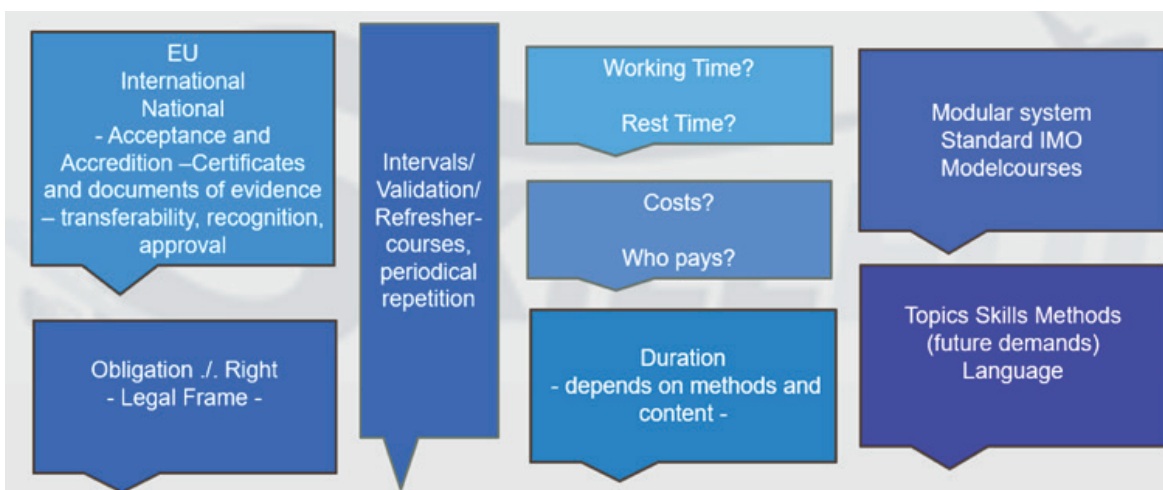 EU
International
National
- Acceptance and
Accredition –Certificates
and documents of evidence
– transferability, recognition,
approval
Obligation ./. Right
- Legal Frame -
Intervals/
Validation/
Refresher-
courses,
periodical
repetition
Working Time?
Rest Time?
Costs?
Who pays?
Duration
- depends on methods and
content -
Modular system
Standard IMO
Modelcourses
Topics Skills Methods
(future demands)
Language